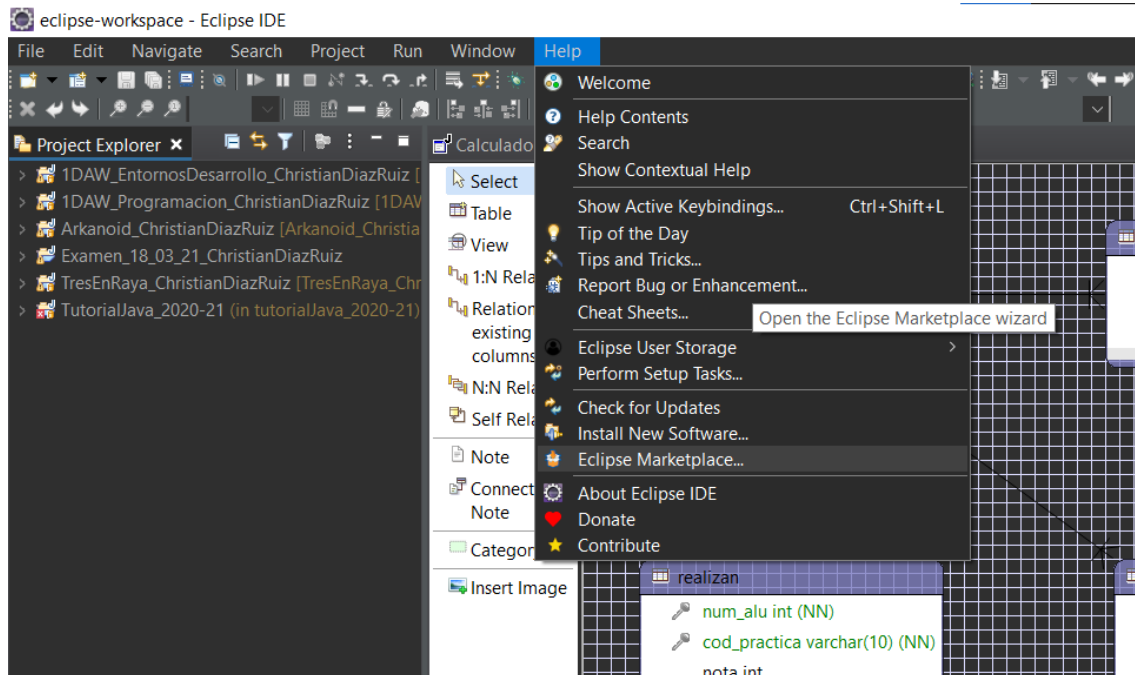 eclipse-workspace - Eclipse IDE
File Edit Navigate Search Project Run Window Help
Project Explorer
1DAW_EntornosDesarrollo_ChristianDiazRuiz [
1DAW_Programacion_ChristianDiazRuiz [1DAW
Arkanoid_ChristianDiazRuiz [Arkanoid_Christia
Examen_18_03_21_ChristianDiazRuiz
TresEnRaya_ChristianDiazRuiz [TresEnRaya_Chr
TutorialJava_2020-21 (in tutorialJava_2020-21)
Calculado
Select
Table
View
1:N Rela
Relation
existing
columns
N:N Rela
Self Rela
Note
Connect
Note
Categor
Insert Image
Welcome
Help Contents
Search
Show Contextual Help
Show Active Keybindings... Ctrl+Shift+L
Tip of the Day
Tips and Tricks...
Report Bug or Enhancement...
Cheat Sheets...
Open the Eclipse Marketplace wizard
Eclipse User Storage
Perform Setup Tasks...
Check for Updates
Install New Software...
Eclipse Marketplace...
About Eclipse IDE
Donate
Contribute
realizan
num_alu int (NN)
cod_practica varchar(10) (NN)
nota int